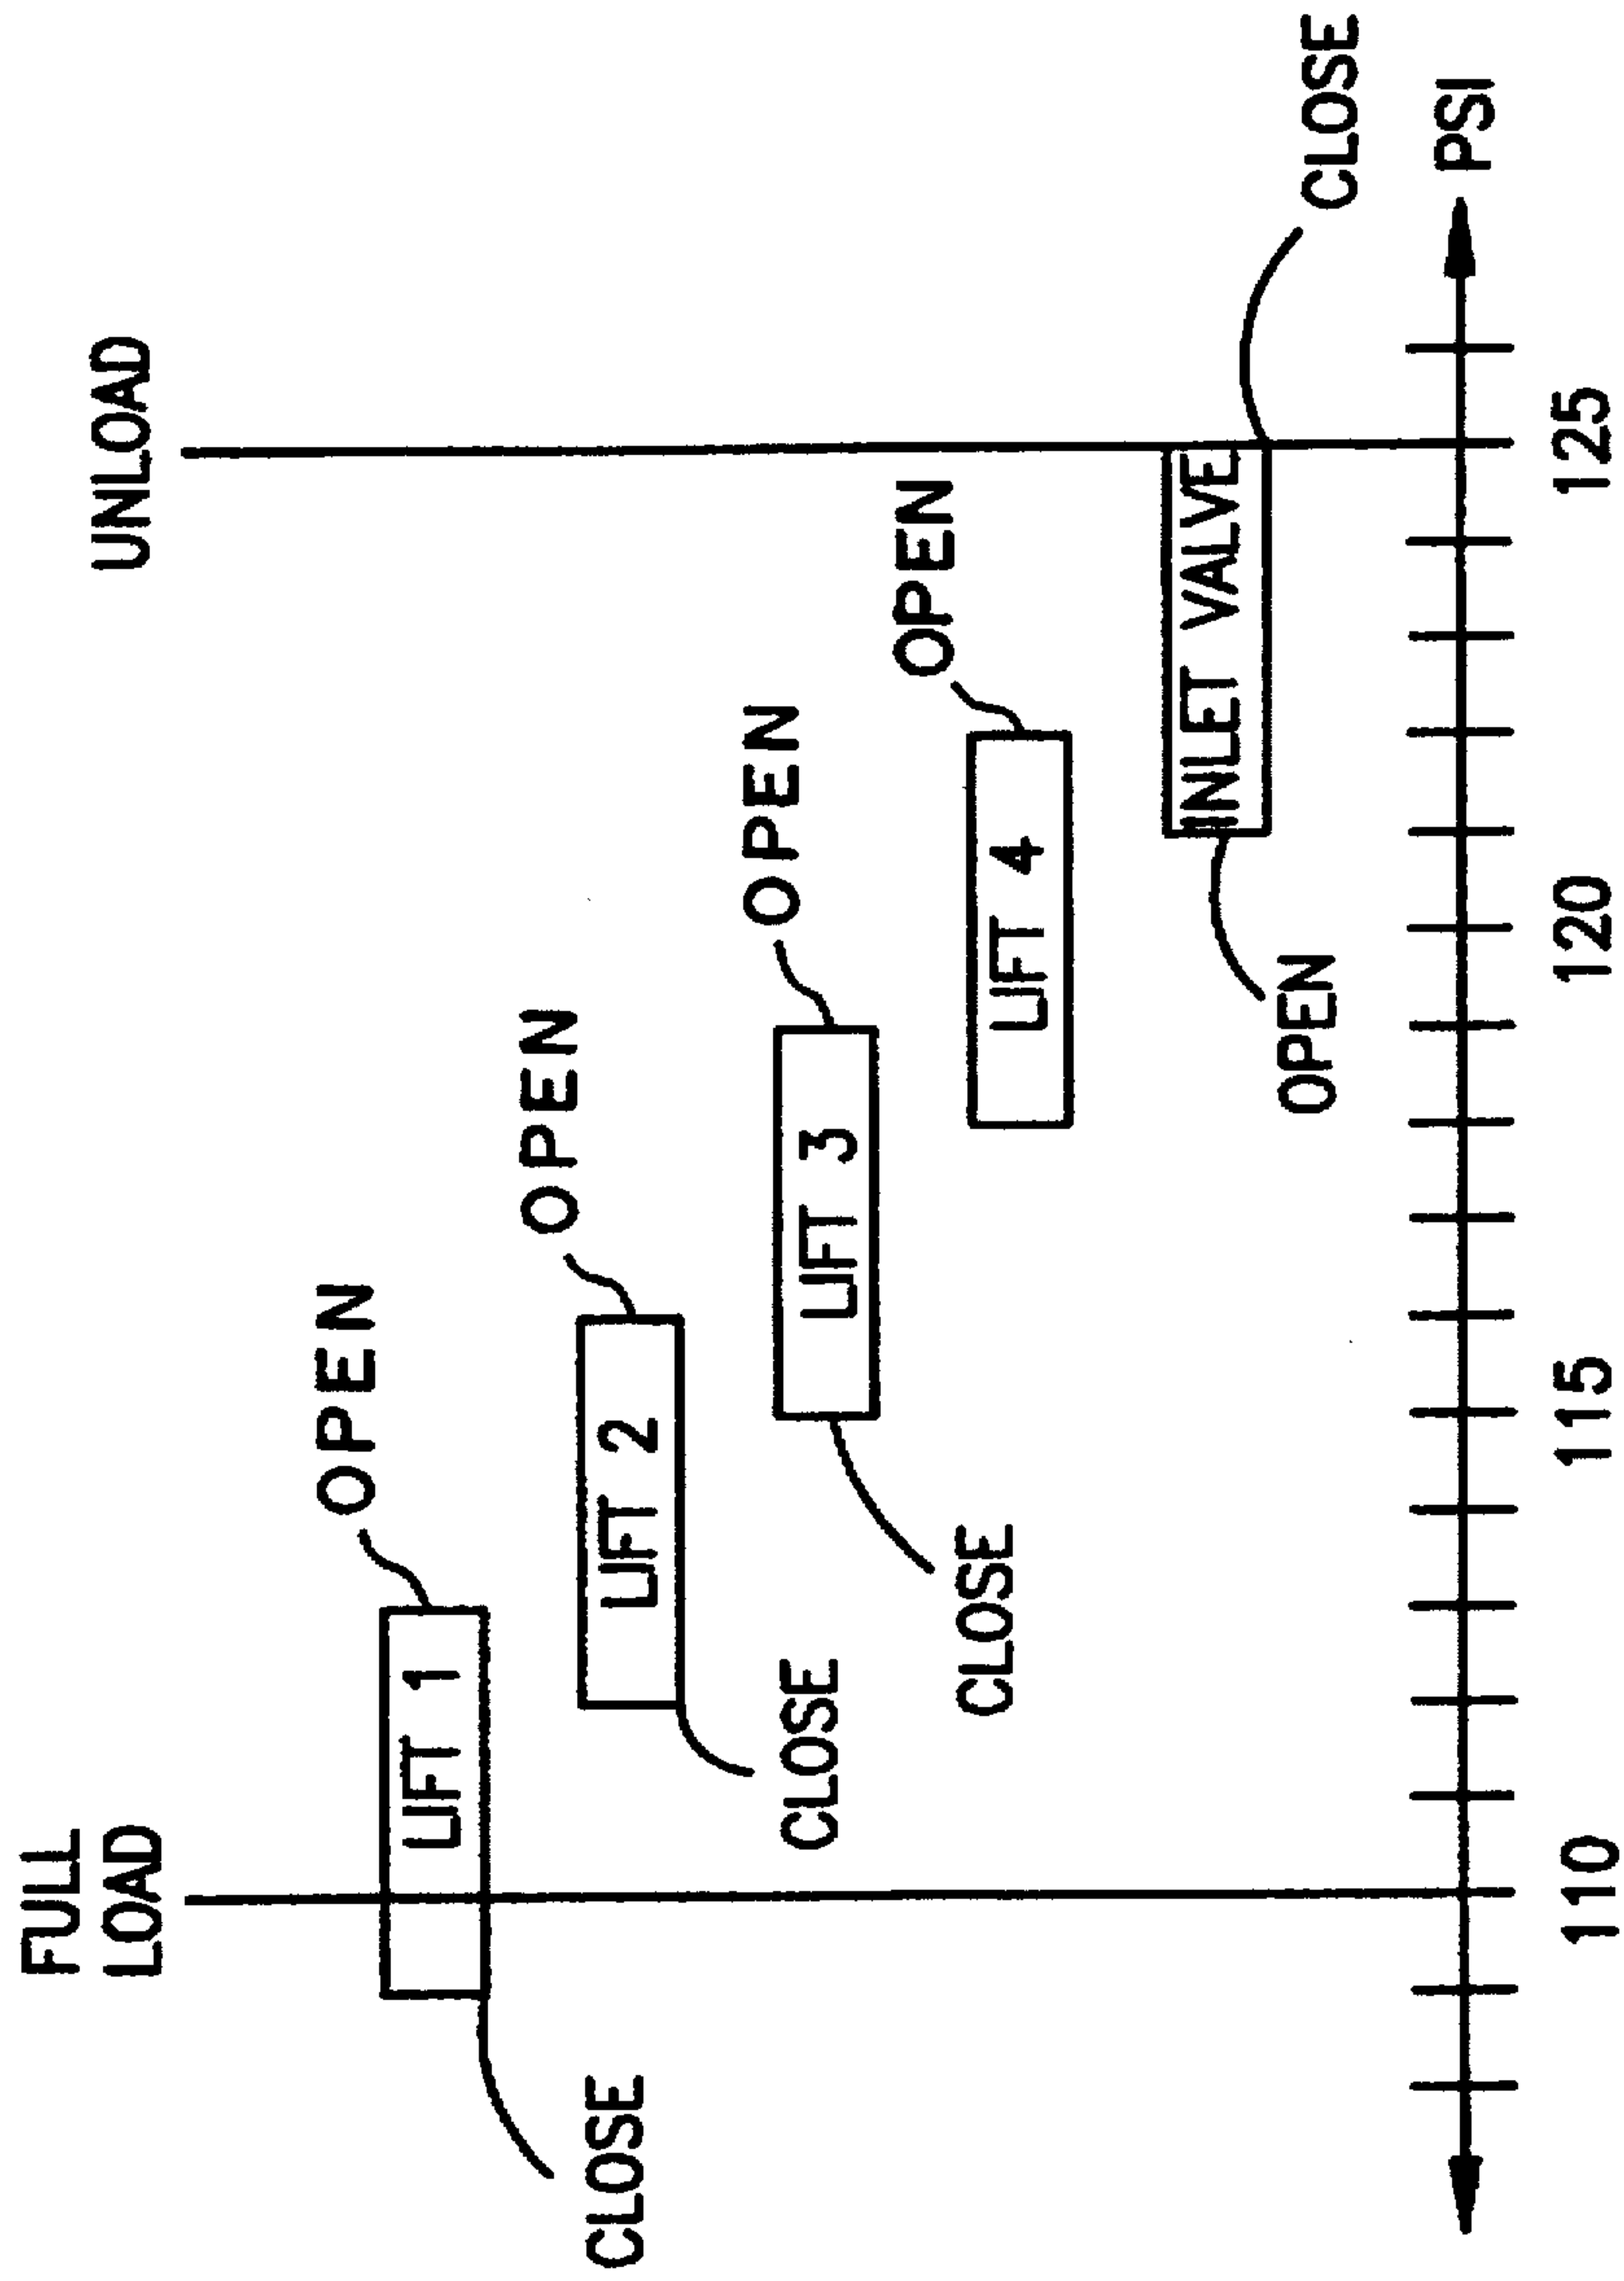 FULL
LOAD
UNLOAD
OPEN
LIFT 1
CLOSE
OPEN
LIFT 2
CLOSE
OPEN
LIFT 3
CLOSE
OPEN
LIFT 4
INLET VALVE
OPEN
CLOSE
PSI
110
115
120
125